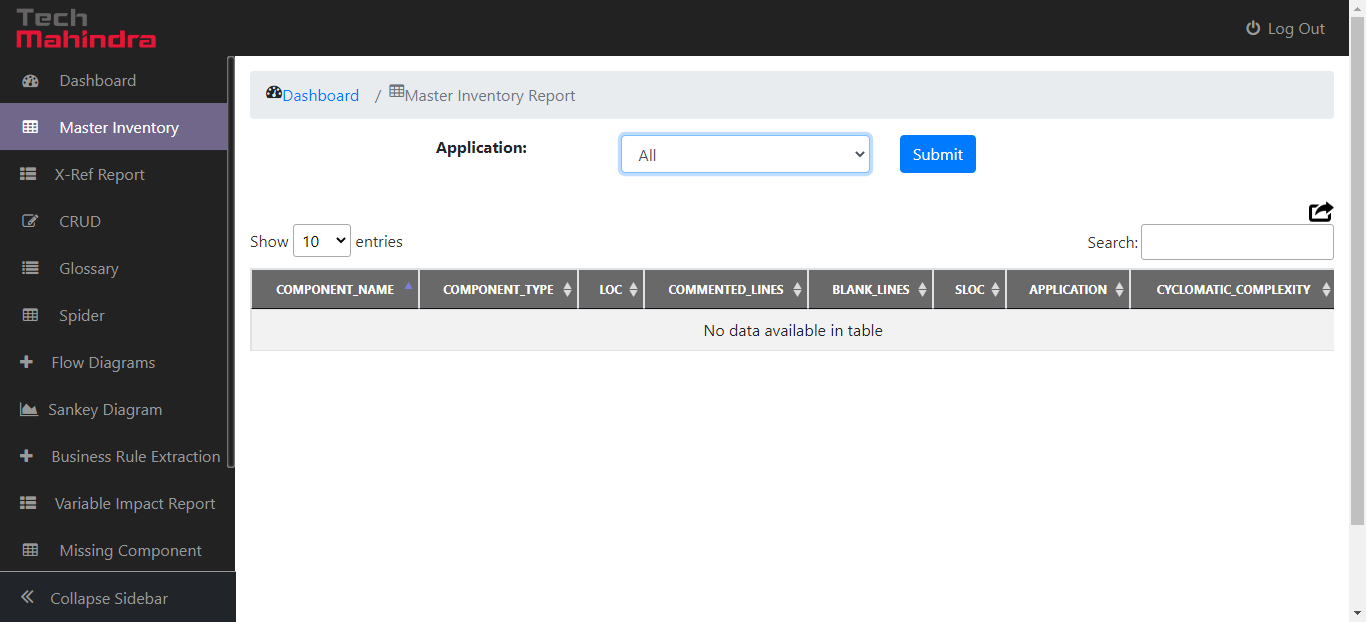 Tech
Mahindra
Log Out
Dashboard
Master Inventory
X-Ref Report
CRUD
Glossary
Spider
Flow Diagrams
Sankey Diagram
Business Rule Extraction
Variable Impact Report
Missing Component
Collapse Sidebar
Dashboard / Master Inventory Report
Application: All Submit
Show 10 entries Search:
COMPONENT_NAME COMPONENT_TYPE LOC COMMENTED_LINES BLANK_LINES SLOC APPLICATION CYCLOMATIC_COMPLEXITY
No data available in table